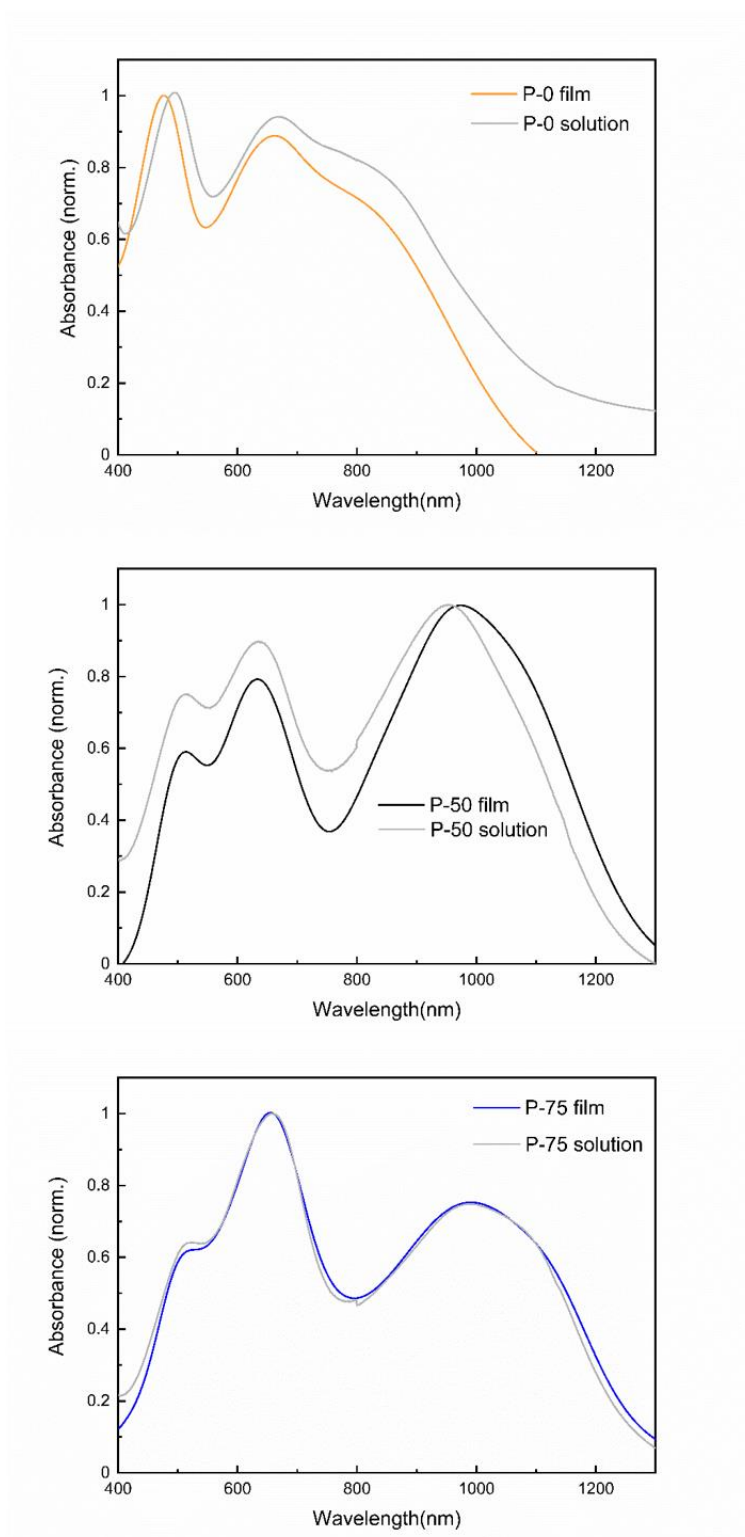 P-0 film
P-0 solution
1
0.8
0.6
0.4
0.2
0
Absorbance (norm.)
400 600 800 1000 1200
Wavelength(nm)
1
0.8
0.6
0.4
0.2
0
Absorbance (norm.)
P-50 film
P-50 solution
400 600 800 1000 1200
Wavelength(nm)
P-75 film
P-75 solution
1
0.8
0.6
0.4
0.2
0
Absorbance (norm.)
400 600 800 1000 1200
Wavelength(nm)